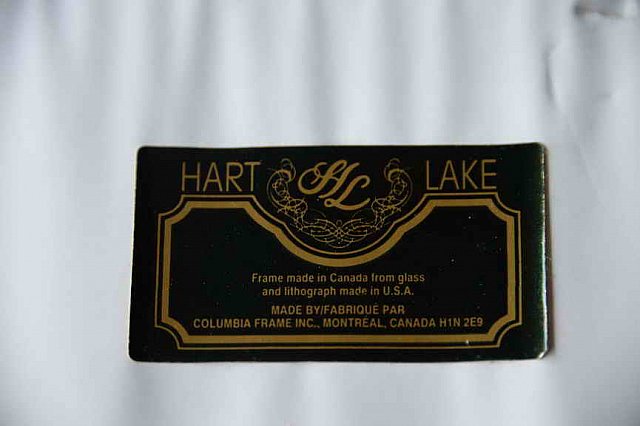 HART HL LAKE
Frame made in Canada from glass
and lithograph made in U.S.A.
MADE BY/FABRIQUÉ PAR
COLUMBIA FRAME INC., MONTRÉAL, CANADA H1N 2E9